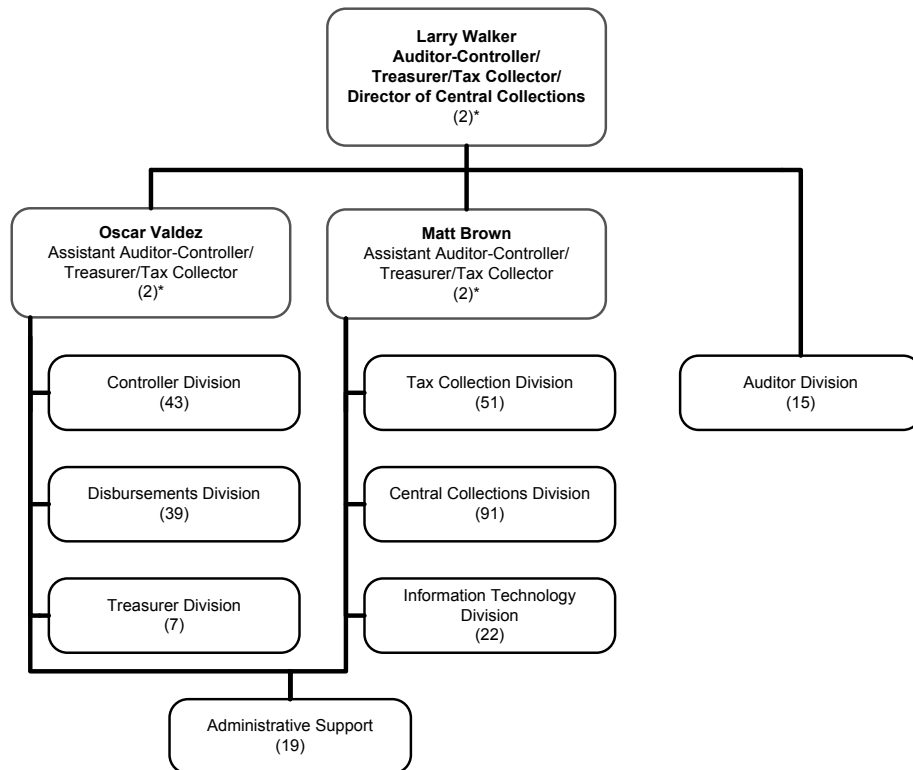 Larry Walker
Auditor-Controller/
Treasurer/Tax Collector/
Director of Central Collections
(2)*
Oscar Valdez
Assistant Auditor-Controller/
Treasurer/Tax Collector
(2)*
Matt Brown
Assistant Auditor-Controller/
Treasurer/Tax Collector
(2)*
Controller Division
(43)
Tax Collection Division
(51)
Auditor Division
(15)
Disbursements Division
(39)
Central Collections Division
(91)
Treasurer Division
(7)
Information Technology
Division
(22)
Administrative Support
(19)